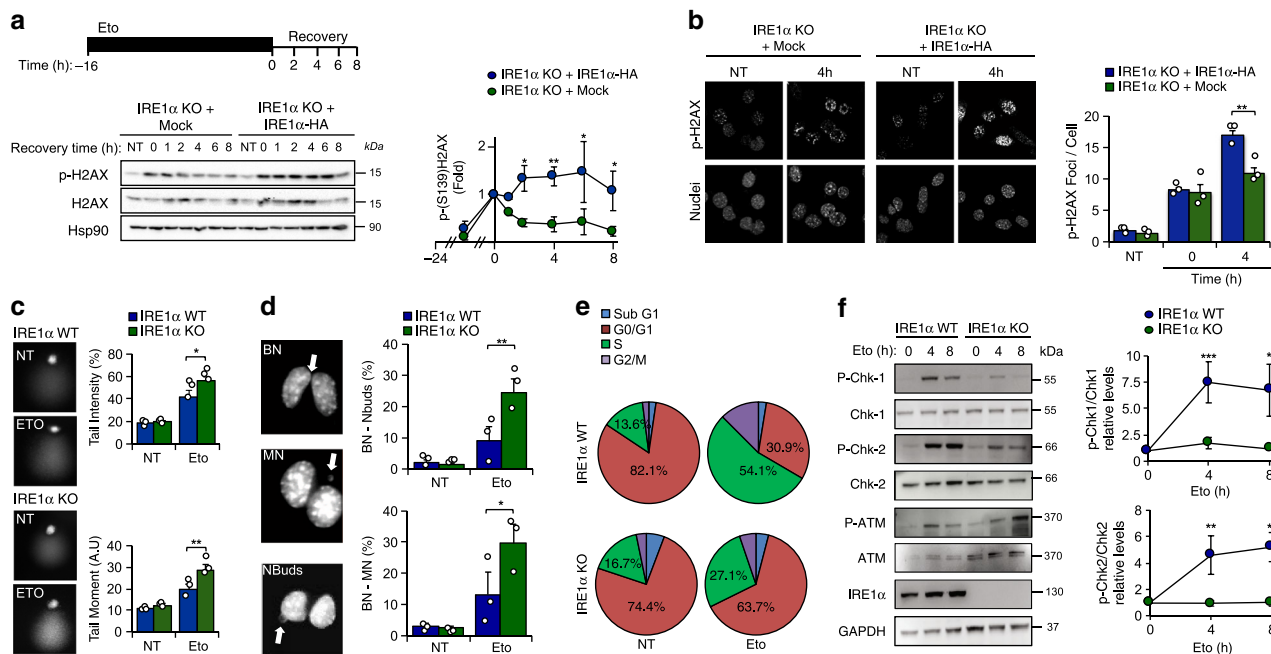 a
Eto
Recovery
Time (h): –16 0 2 4 6 8
IRE1α KO + Mock
IRE1α KO + IRE1α-HA
Recovery time (h): NT 0 1 2 4 6 8 NT 0 1 2 4 6 8 kDa
p-H2AX 15
H2AX 15
Hsp90 90
IRE1α KO + IRE1α-HA
IRE1α KO + Mock
p-(S139)H2AX (Fold)
2
1
* ** * *
–24 0 2 4 6 8
b
IRE1α KO + Mock
IRE1α KO + IRE1α-HA
NT 4h NT 4h
p-H2AX
Nuclei
IRE1α KO + IRE1α-HA
IRE1α KO + Mock
p-H2AX Foci / Cell
20
15
10
5
0
**
NT 0 4
Time (h)
c
IRE1α WT
NT
ETO
IRE1α KO
NT
ETO
IRE1α WT
IRE1α KO
Tail Intensity (%)
80
60
40
20
0
*
NT Eto
Tail Moment (A.U)
50
40
30
20
10
0
**
NT Eto
d
BN
MN
NBuds
IRE1α WT
IRE1α KO
BN - Nbuds (%)
40
30
20
10
0
**
NT Eto
BN - MN (%)
40
30
20
10
0
*
NT Eto
e
Sub G1
G0/G1
S
G2/M
IRE1α WT
13.6%
82.1%
30.9%
54.1%
IRE1α KO
16.7%
74.4%
27.1%
63.7%
NT Eto
f
IRE1α WT IRE1α KO
Eto (h): 0 4 8 0 4 8 kDa
P-Chk-1 55
Chk-1 55
P-Chk-2 66
Chk-2 66
P-ATM 370
ATM 370
IRE1α 130
GAPDH 37
IRE1α WT
IRE1α KO
p-Chk1/Chk1 relative levels
10
7.5
5.0
2.5
0
*** *
0 4 8
Eto (h)
p-Chk2/Chk2 relative levels
8
6
4
2
0
** *
0 4 8
Eto (h)